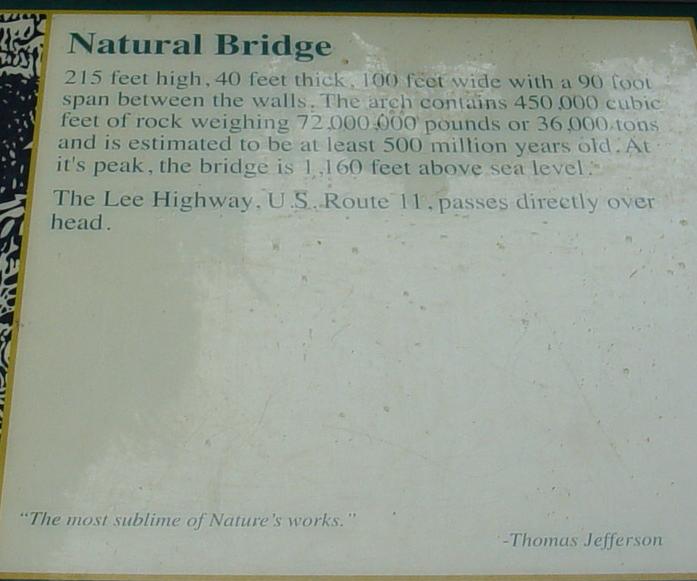 Natural Bridge
215 feet high, 40 feet thick, 100 feet wide with a 90 foot
span between the walls. The arch contains 450,000 cubic
feet of rock weighing 72,000,000 pounds or 36,000 tons
and is estimated to be at least 500 million years old. At
it's peak, the bridge is 1,160 feet above sea level.
The Lee Highway, U.S. Route 11, passes directly over
head.
“The most sublime of Nature's works.”
-Thomas Jefferson